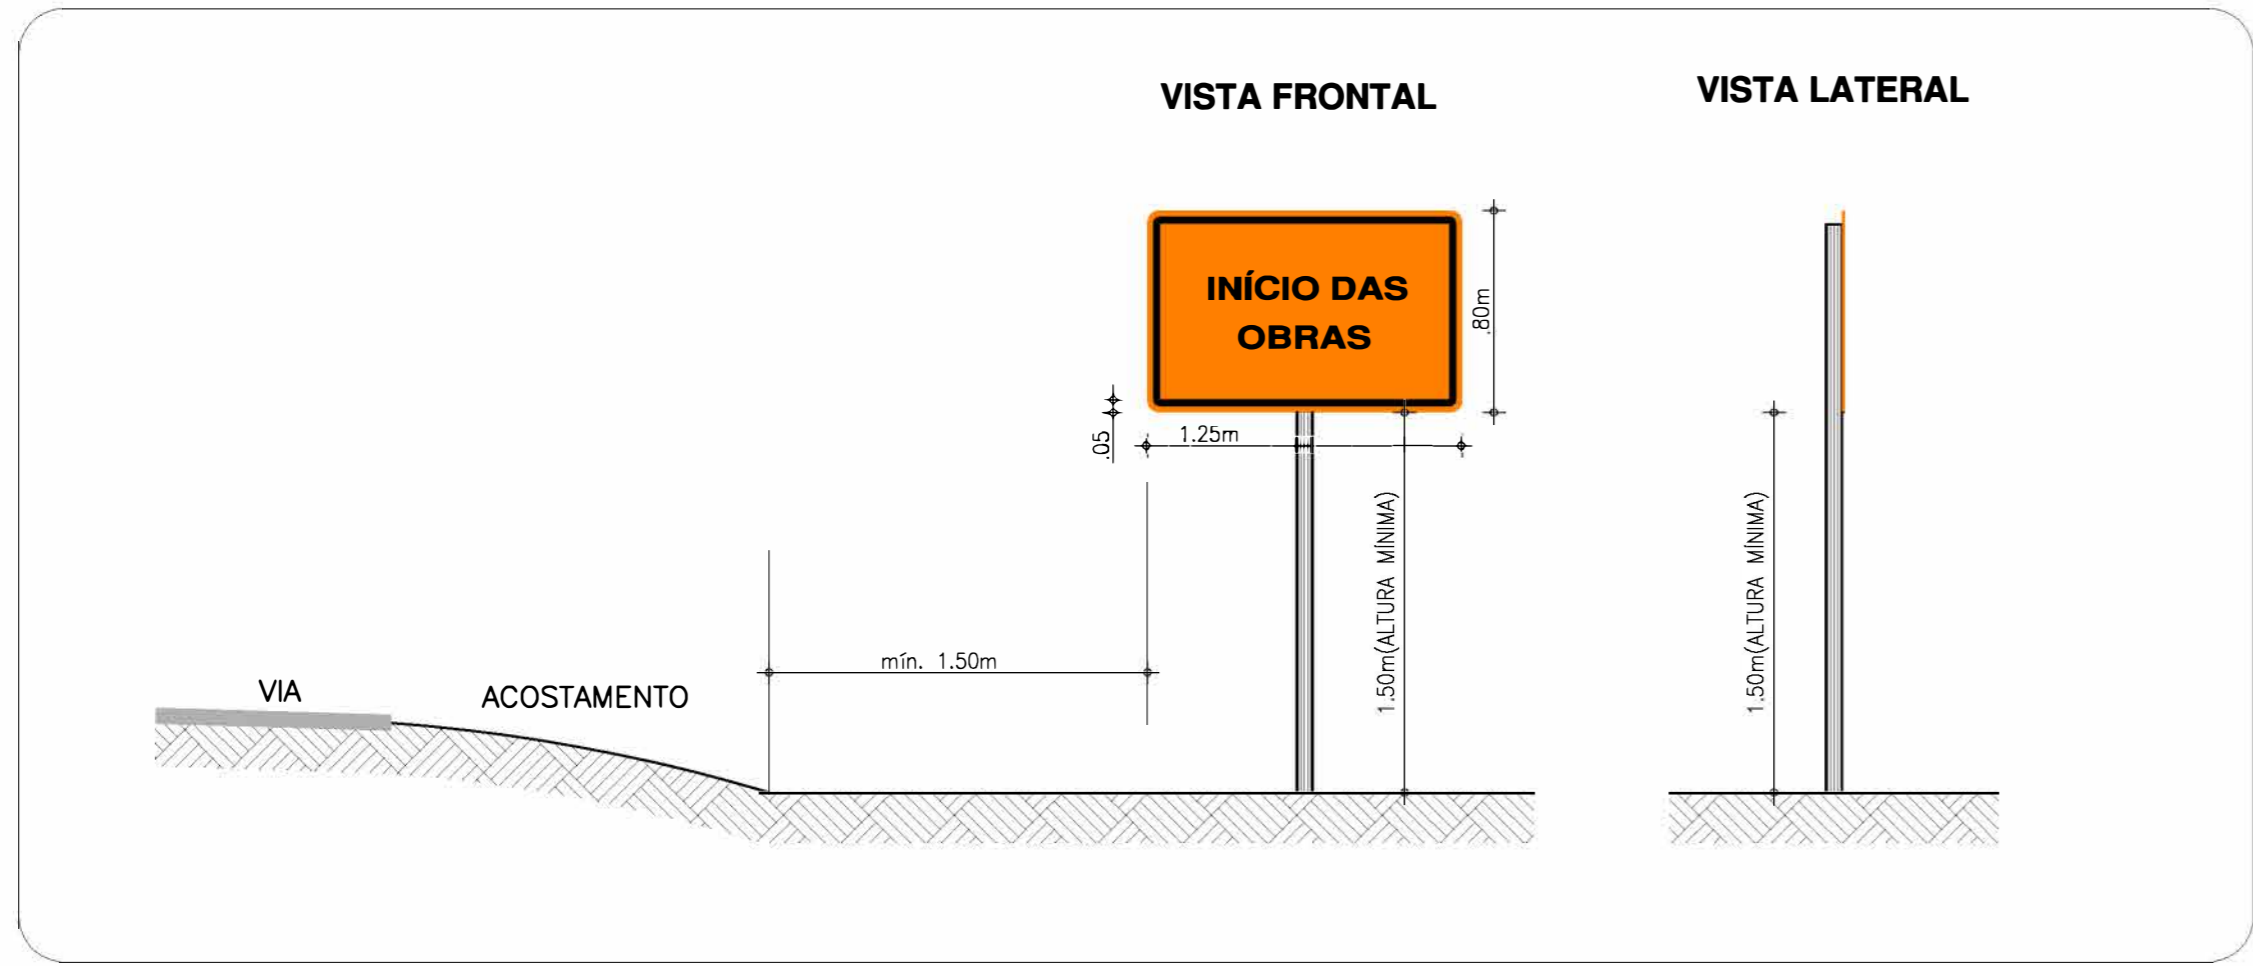 VISTA FRONTAL
VISTA LATERAL
INÍCIO DAS
OBRAS
.80m
.05
1.25m
1.50m(ALTURA MÍNIMA)
1.50m(ALTURA MÍNIMA)
mín. 1.50m
VIA
ACOSTAMENTO